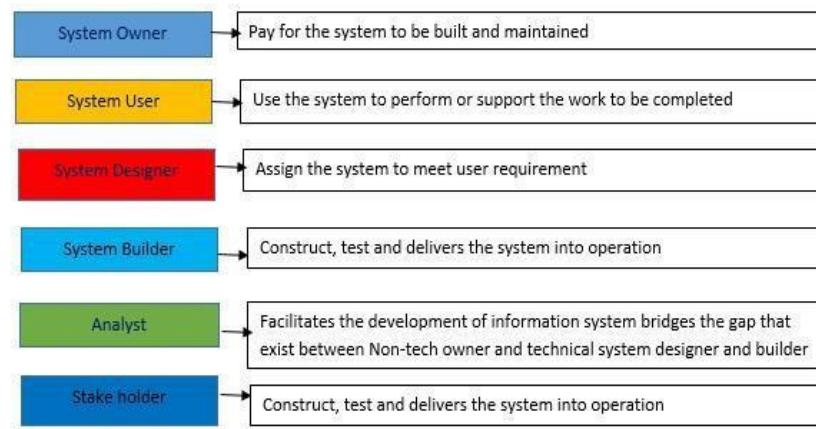 System Owner
Pay for the system to be built and maintained
System User
Use the system to perform or support the work to be completed
System Designer
Assign the system to meet user requirement
System Builder
Construct, test and delivers the system into operation
Analyst
Facilitates the development of information system bridges the gap that
exist between Non-tech owner and technical system designer and builder
Stake holder
Construct, test and delivers the system into operation